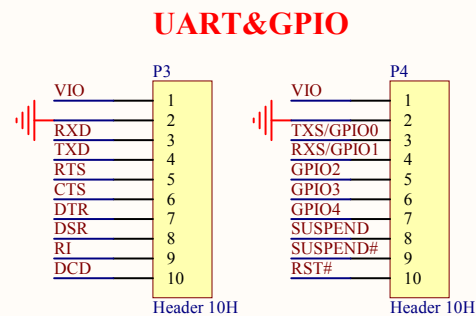 UART&GPIO
P3
VIO 1
2
RXD 3
TXD 4
RTS 5
CTS 6
DTR 7
DSR 8
RI 9
DCD 10
Header 10H
P4
VIO 1
2
TXS/GPIO0 3
RXS/GPIO1 4
GPIO2 5
GPIO3 6
GPIO4 7
SUSPEND 8
SUSPEND# 9
RST# 10
Header 10H